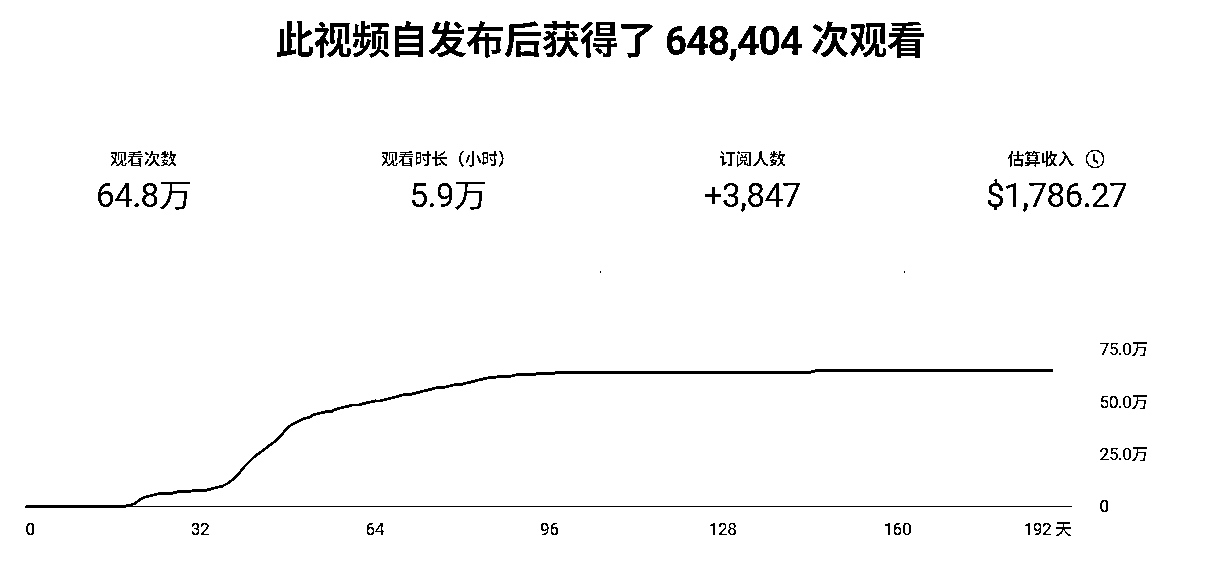 此视频自发布后获得了 648,404 次观看
观看次数 观看时长（小时） 订阅人数 估算收入
64.8万 5.9万 +3,847 $1,786.27
75.0万
50.0万
25.0万
0
0 32 64 96 128 160 192 天